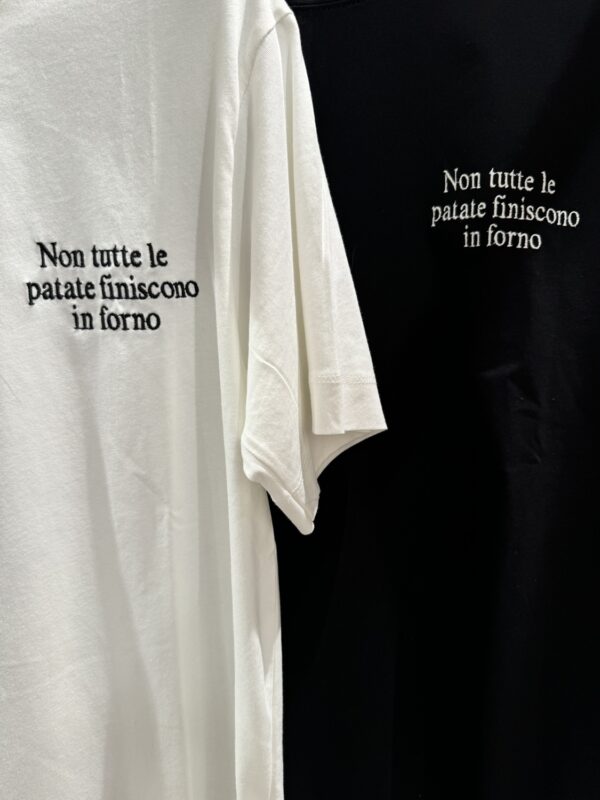 Non tutte le
patate finiscono
in forno
Non tutte le
patate finiscono
in forno